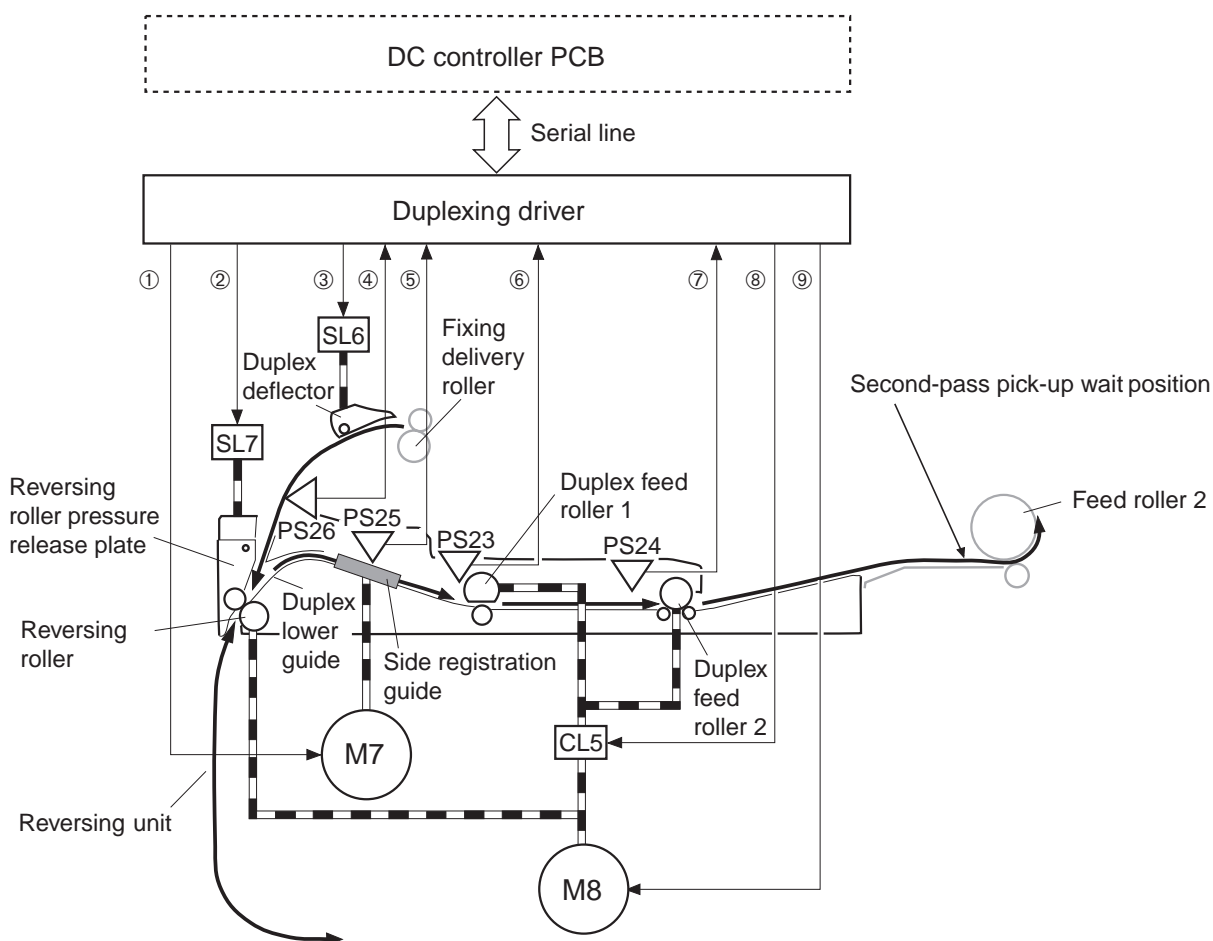 DC controller PCB
Serial line
Duplexing driver
① ② ③ ④ ⑤ ⑥ ⑦ ⑧ ⑨
SL6
Fixing
delivery
roller
Duplex
deflector
Second-pass pick-up wait position
SL7
Reversing
roller pressure
release plate
PS26
PS25
PS23
Duplex feed
roller 1
PS24
Feed roller 2
Reversing
roller
Duplex
lower
guide
Side registration
guide
Duplex
feed
roller 2
M7
CL5
Reversing unit
M8